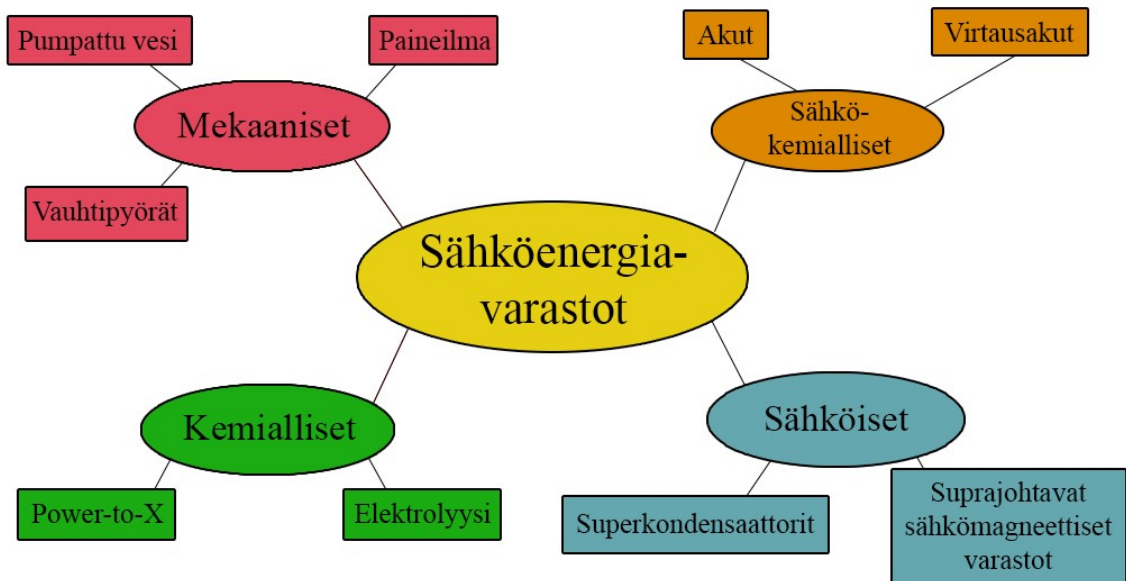 Pumpattu vesi
Paineilma
Mekaaniset
Vauhtipyörät
Akut
Virtausakut
Sähkö-
kemialliset
Sähköenergia-
varastot
Kemialliset
Power-to-X
Elektrolyysi
Sähköiset
Superkondensaattorit
Suprajohtavat
sähkömagneettiset
varastot